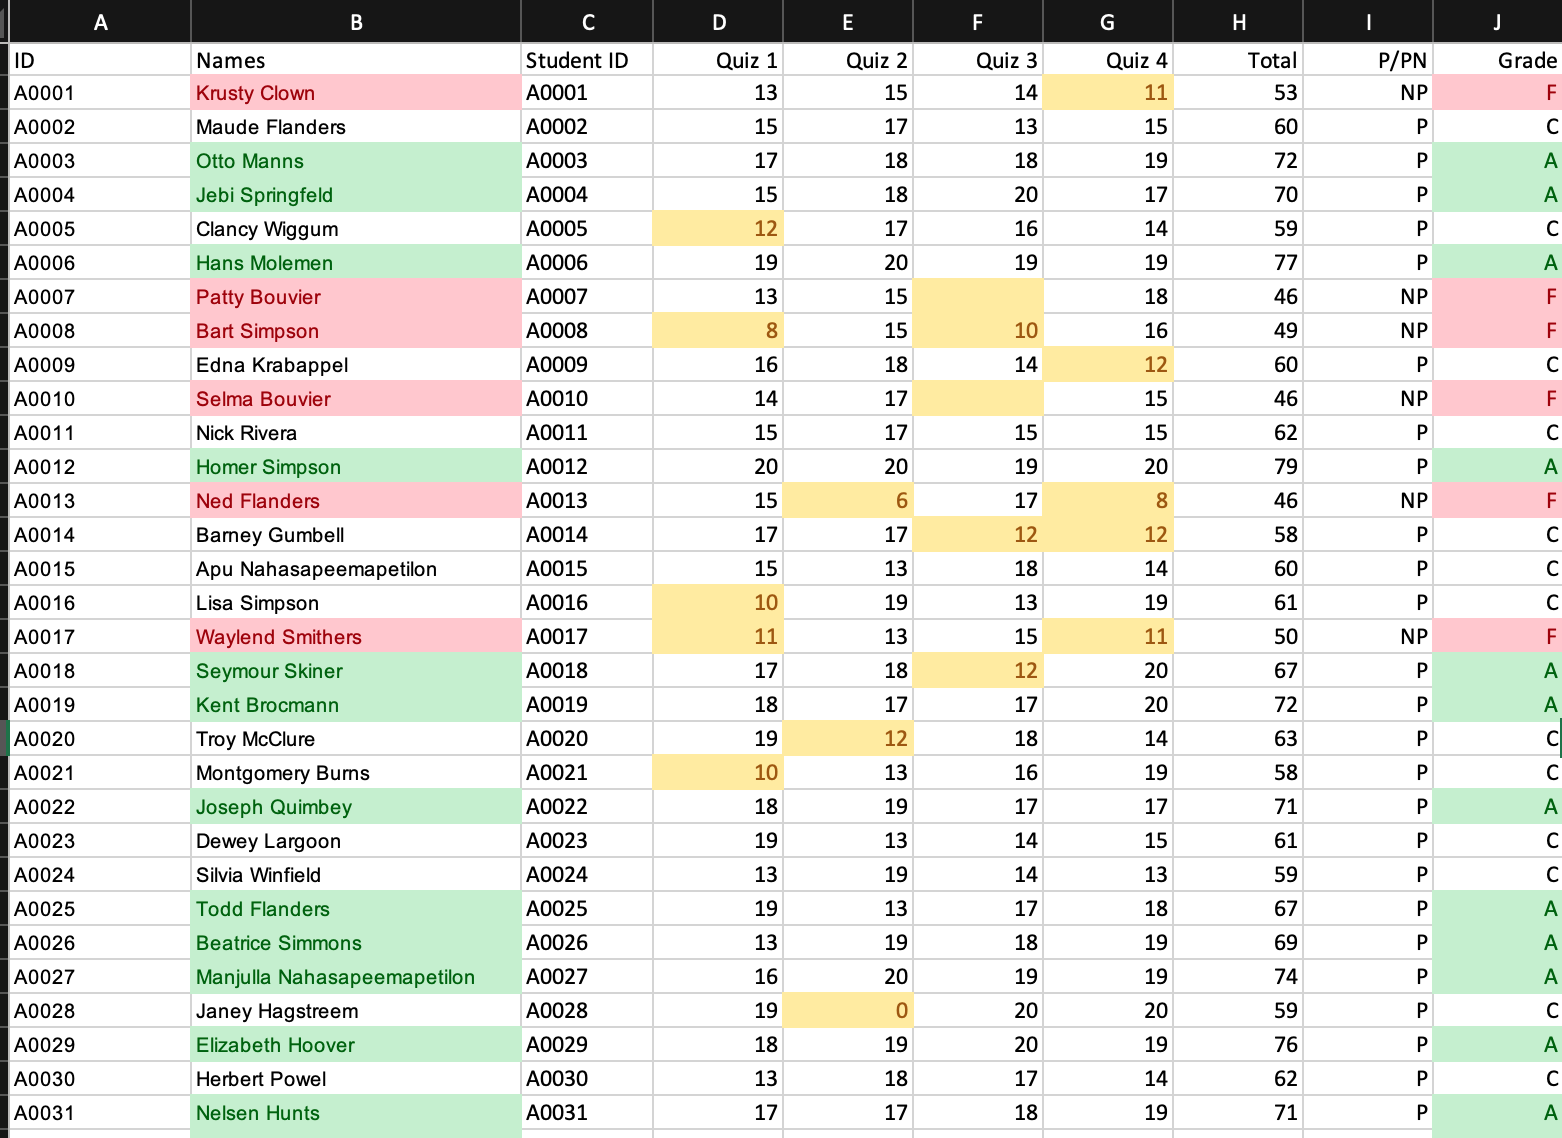 A B C D E F G H I J
ID Names Student ID Quiz 1 Quiz 2 Quiz 3 Quiz 4 Total P/PN Grade
A0001 Krusty Clown A0001 13 15 14 11 53 NP F
A0002 Maude Flanders A0002 15 17 13 15 60 P C
A0003 Otto Manns A0003 17 18 18 19 72 P A
A0004 Jebi Springfeld A0004 15 18 20 17 70 P A
A0005 Clancy Wiggum A0005 12 17 16 14 59 P C
A0006 Hans Molemen A0006 19 20 19 19 77 P A
A0007 Patty Bouvier A0007 13 15 18 46 NP F
A0008 Bart Simpson A0008 8 15 10 16 49 NP F
A0009 Edna Krabappel A0009 16 18 14 12 60 P C
A0010 Selma Bouvier A0010 14 17 15 46 NP F
A0011 Nick Rivera A0011 15 17 15 15 62 P C
A0012 Homer Simpson A0012 20 20 19 20 79 P A
A0013 Ned Flanders A0013 15 6 17 8 46 NP F
A0014 Barney Gumbell A0014 17 17 12 12 58 P C
A0015 Apu Nahasapeemapetilon A0015 15 13 18 14 60 P C
A0016 Lisa Simpson A0016 10 19 13 19 61 P C
A0017 Waylend Smithers A0017 11 13 15 11 50 NP F
A0018 Seymour Skiner A0018 17 18 12 20 67 P A
A0019 Kent Brocmann A0019 18 17 17 20 72 P A
A0020 Troy McClure A0020 19 12 18 14 63 P C
A0021 Montgomery Burns A0021 10 13 16 19 58 P C
A0022 Joseph Quimbey A0022 18 19 17 17 71 P A
A0023 Dewey Largoon A0023 19 13 14 15 61 P C
A0024 Silvia Winfield A0024 13 19 14 13 59 P C
A0025 Todd Flanders A0025 19 13 17 18 67 P A
A0026 Beatrice Simmons A0026 13 19 18 19 69 P A
A0027 Manjulla Nahasapeemapetilon A0027 16 20 19 19 74 P A
A0028 Janey Hagstreem A0028 19 0 20 20 59 P C
A0029 Elizabeth Hoover A0029 18 19 20 19 76 P A
A0030 Herbert Powel A0030 13 18 17 14 62 P C
A0031 Nelsen Hunts A0031 17 17 18 19 71 P A